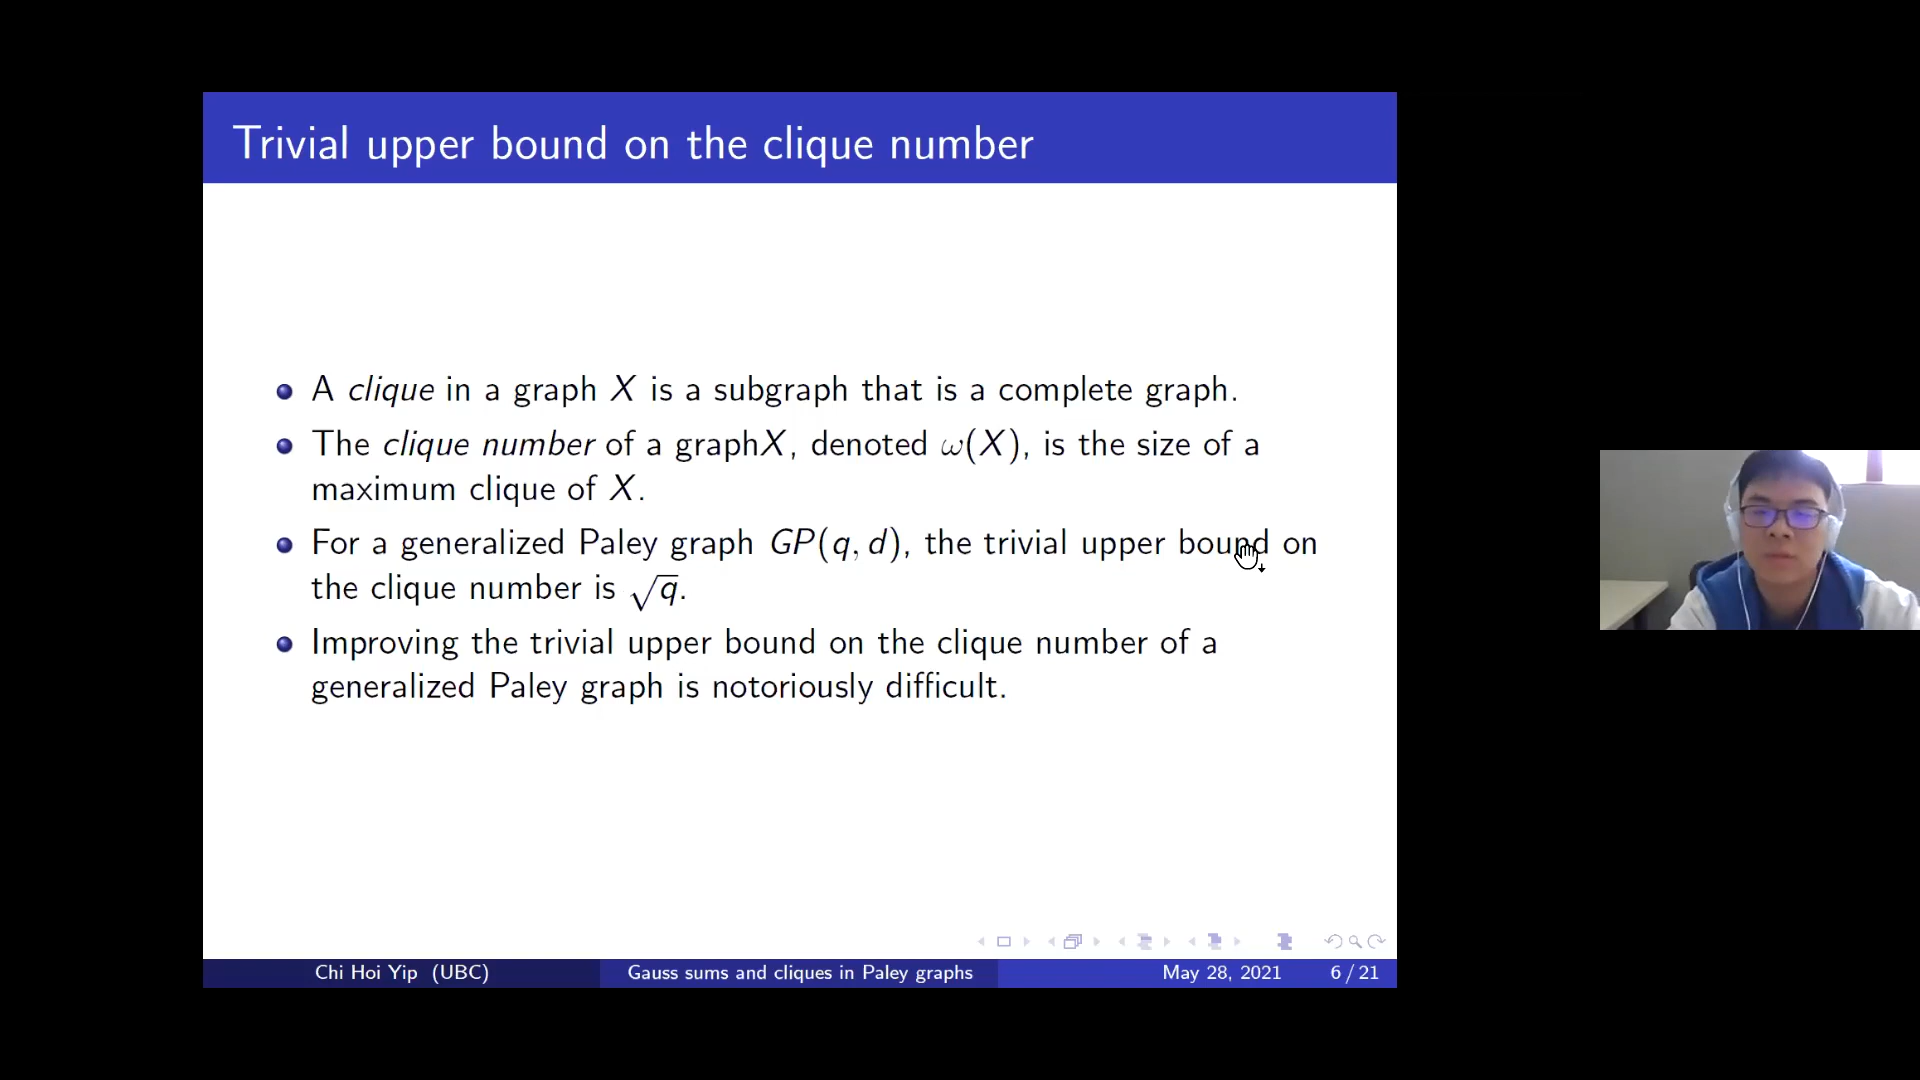 Trivial upper bound on the clique number
A clique in a graph X is a subgraph that is a complete graph.
The clique number of a graphX, denoted ω(X), is the size of a
maximum clique of X.
For a generalized Paley graph GP(q, d), the trivial upper bound on
the clique number is √q.
Improving the trivial upper bound on the clique number of a
generalized Paley graph is notoriously difficult.
Chi Hoi Yip (UBC)
Gauss sums and cliques in Paley graphs
May 28, 2021
6 / 21